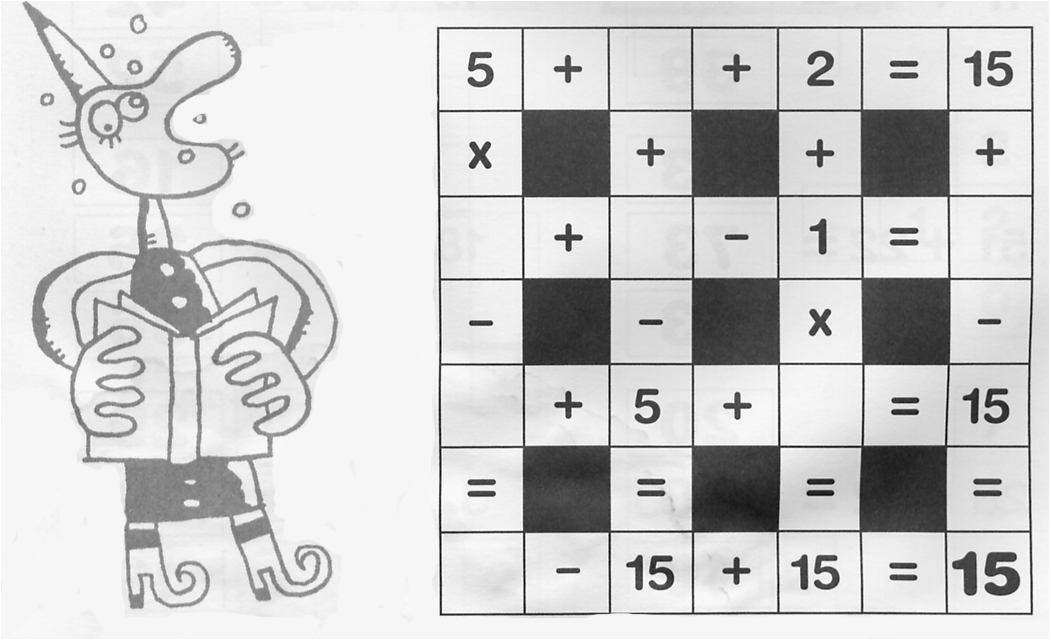 5 + + 2 = 15
x + + +
+ - 1 =
- - x -
+ 5 + = 15
= = = =
- 15 + 15 = 15